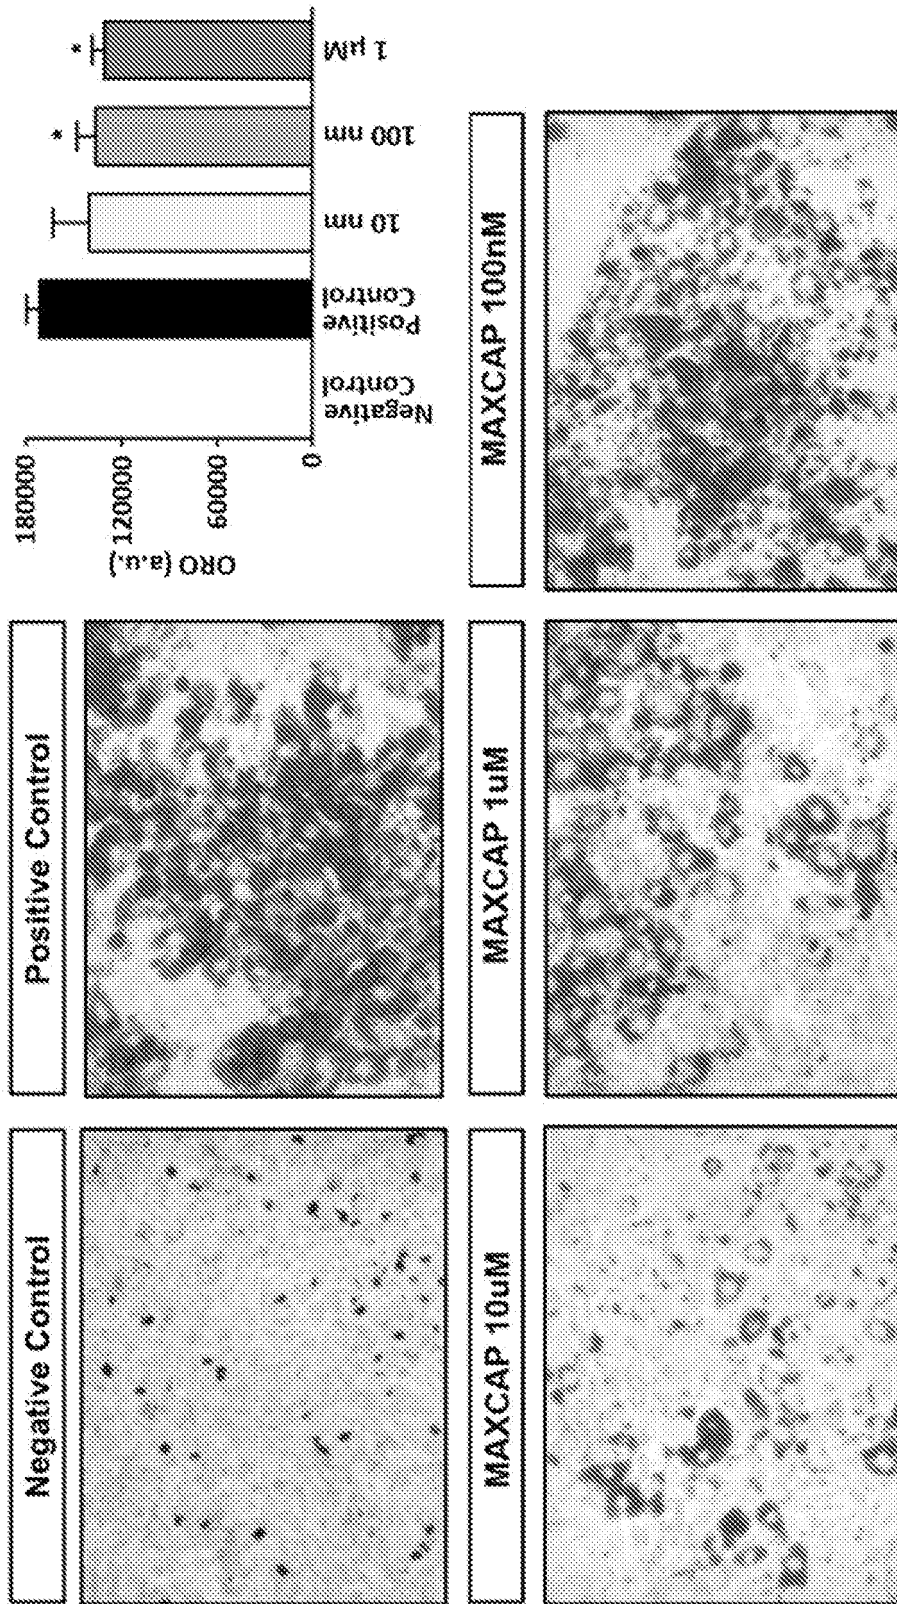 Negative Control
Positive Control
ORO (a.u.)
180000
120000
60000
0
Negative
Control
Positive
Control
10 nm
100 nm
1 µM
*
*
MAXCAP 10uM
MAXCAP 1uM
MAXCAP 100nM